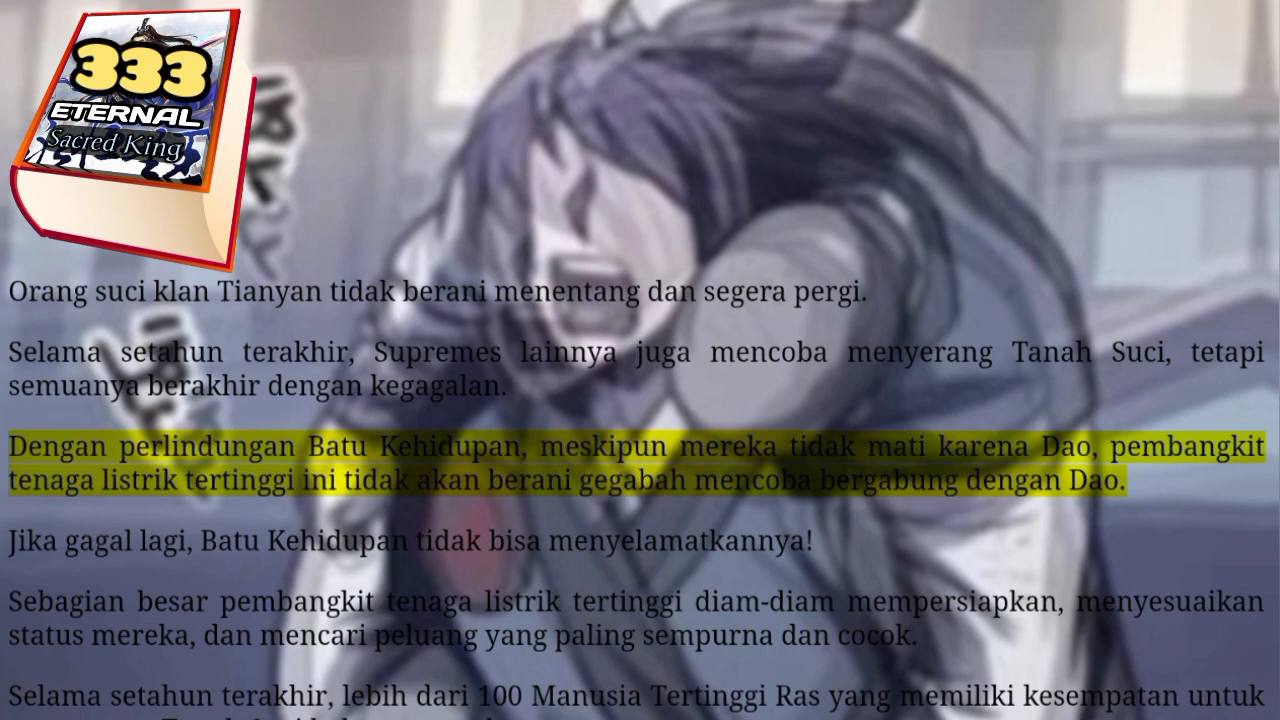 333
ETERNAL
Sacred King
Orang suci klan Tianyan tidak berani menentang dan segera pergi.
Selama setahun terakhir, Supremes lainnya juga mencoba menyerang Tanah Suci, tetapi
semuanya berakhir dengan kegagalan.
Dengan perlindungan Batu Kehidupan, meskipun mereka tidak mati karena Dao, pembangkit
tenaga listrik tertinggi ini tidak akan berani gegabah mencoba bergabung dengan Dao.
Jika gagal lagi, Batu Kehidupan tidak bisa menyelamatkannya!
Sebagian besar pembangkit tenaga listrik tertinggi diam-diam mempersiapkan, menyesuaikan
status mereka, dan mencari peluang yang paling sempurna dan cocok.
Selama setahun terakhir, lebih dari 100 Manusia Tertinggi Ras yang memiliki kesempatan untuk